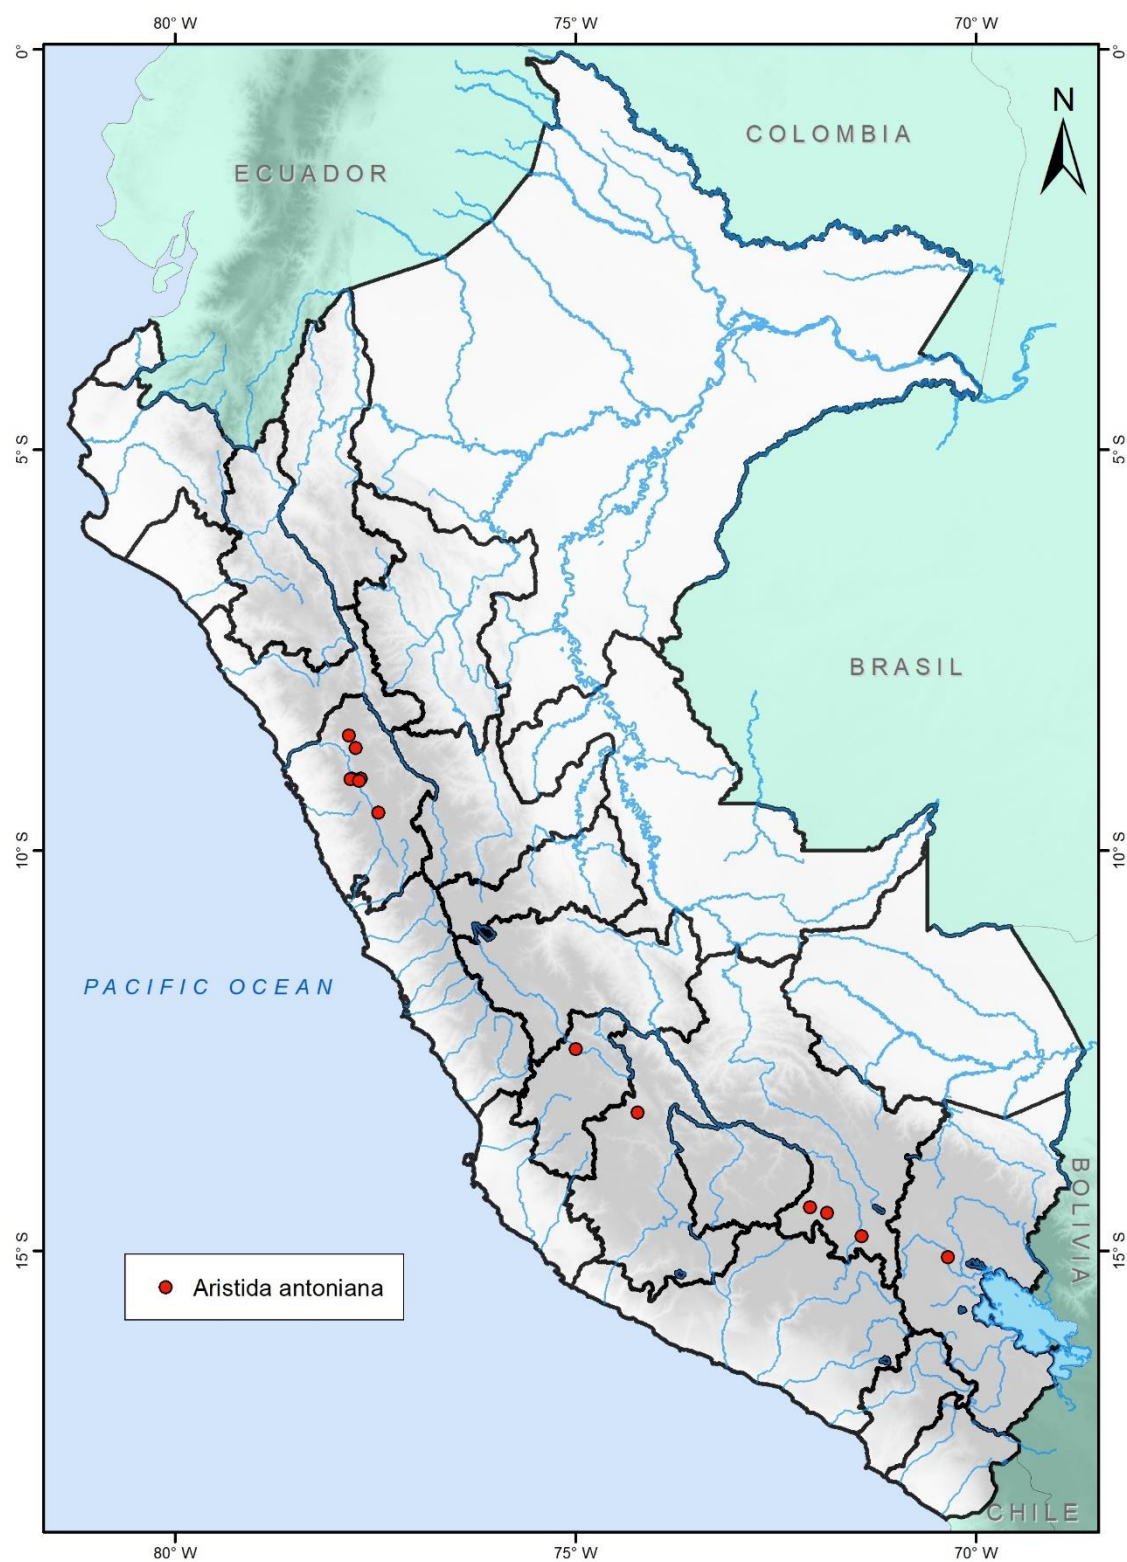 80° W 75° W 70° W
0° 0°
N
COLOMBIA
ECUADOR
5° S 5° S
BRASIL
10° S 10° S
PACIFIC OCEAN
BOLIVIA
15° S 15° S
Aristida antoniana
CHILE
80° W 75° W 70° W